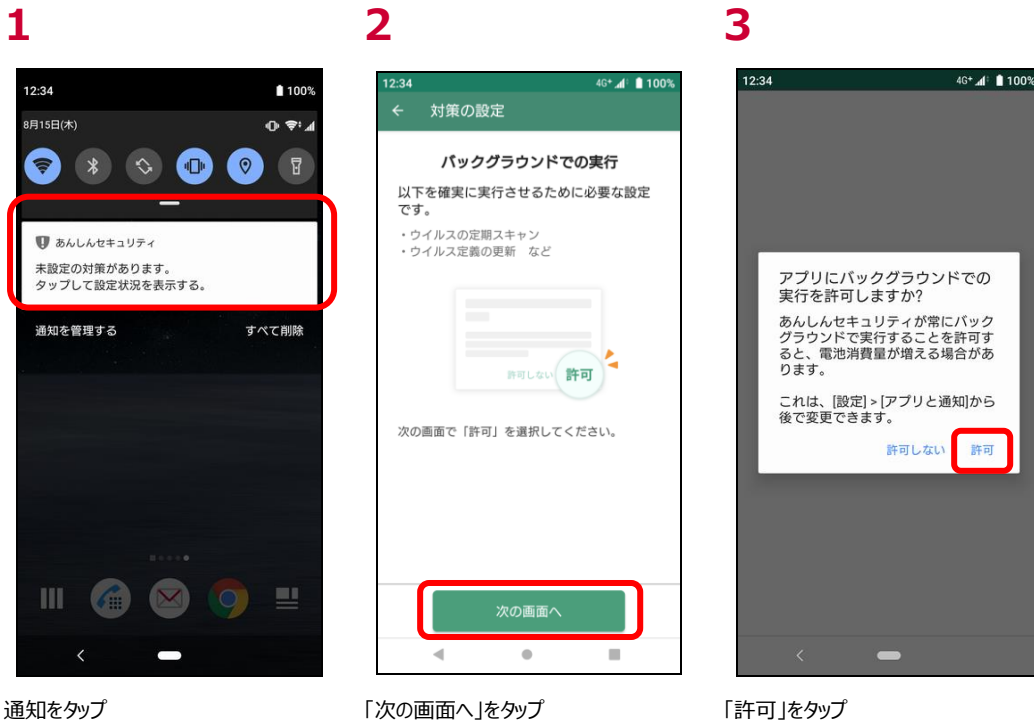 1
12:34 100%
8月15日(木)
あんしんセキュリティ
未設定の対策があります。
タップして設定状況を表示する。
通知を管理する すべて削除
通知をタップ
2
12:34 4G+ 100%
← 対策の設定
バックグラウンドでの実行
以下を確実に実行させるために必要な設定
です。
・ウイルスの定期スキャン
・ウイルス定義の更新 など
許可しない 許可
次の画面で「許可」を選択してください。
次の画面へ
「次の画面へ」をタップ
3
12:34 4G+ 100%
アプリにバックグラウンドでの
実行を許可しますか?
あんしんセキュリティが常にバック
グラウンドで実行することを許可す
ると、電池消費量が増える場合があ
ります。
これは、[設定] > [アプリと通知]から
後で変更できます。
許可しない 許可
「許可」をタップ